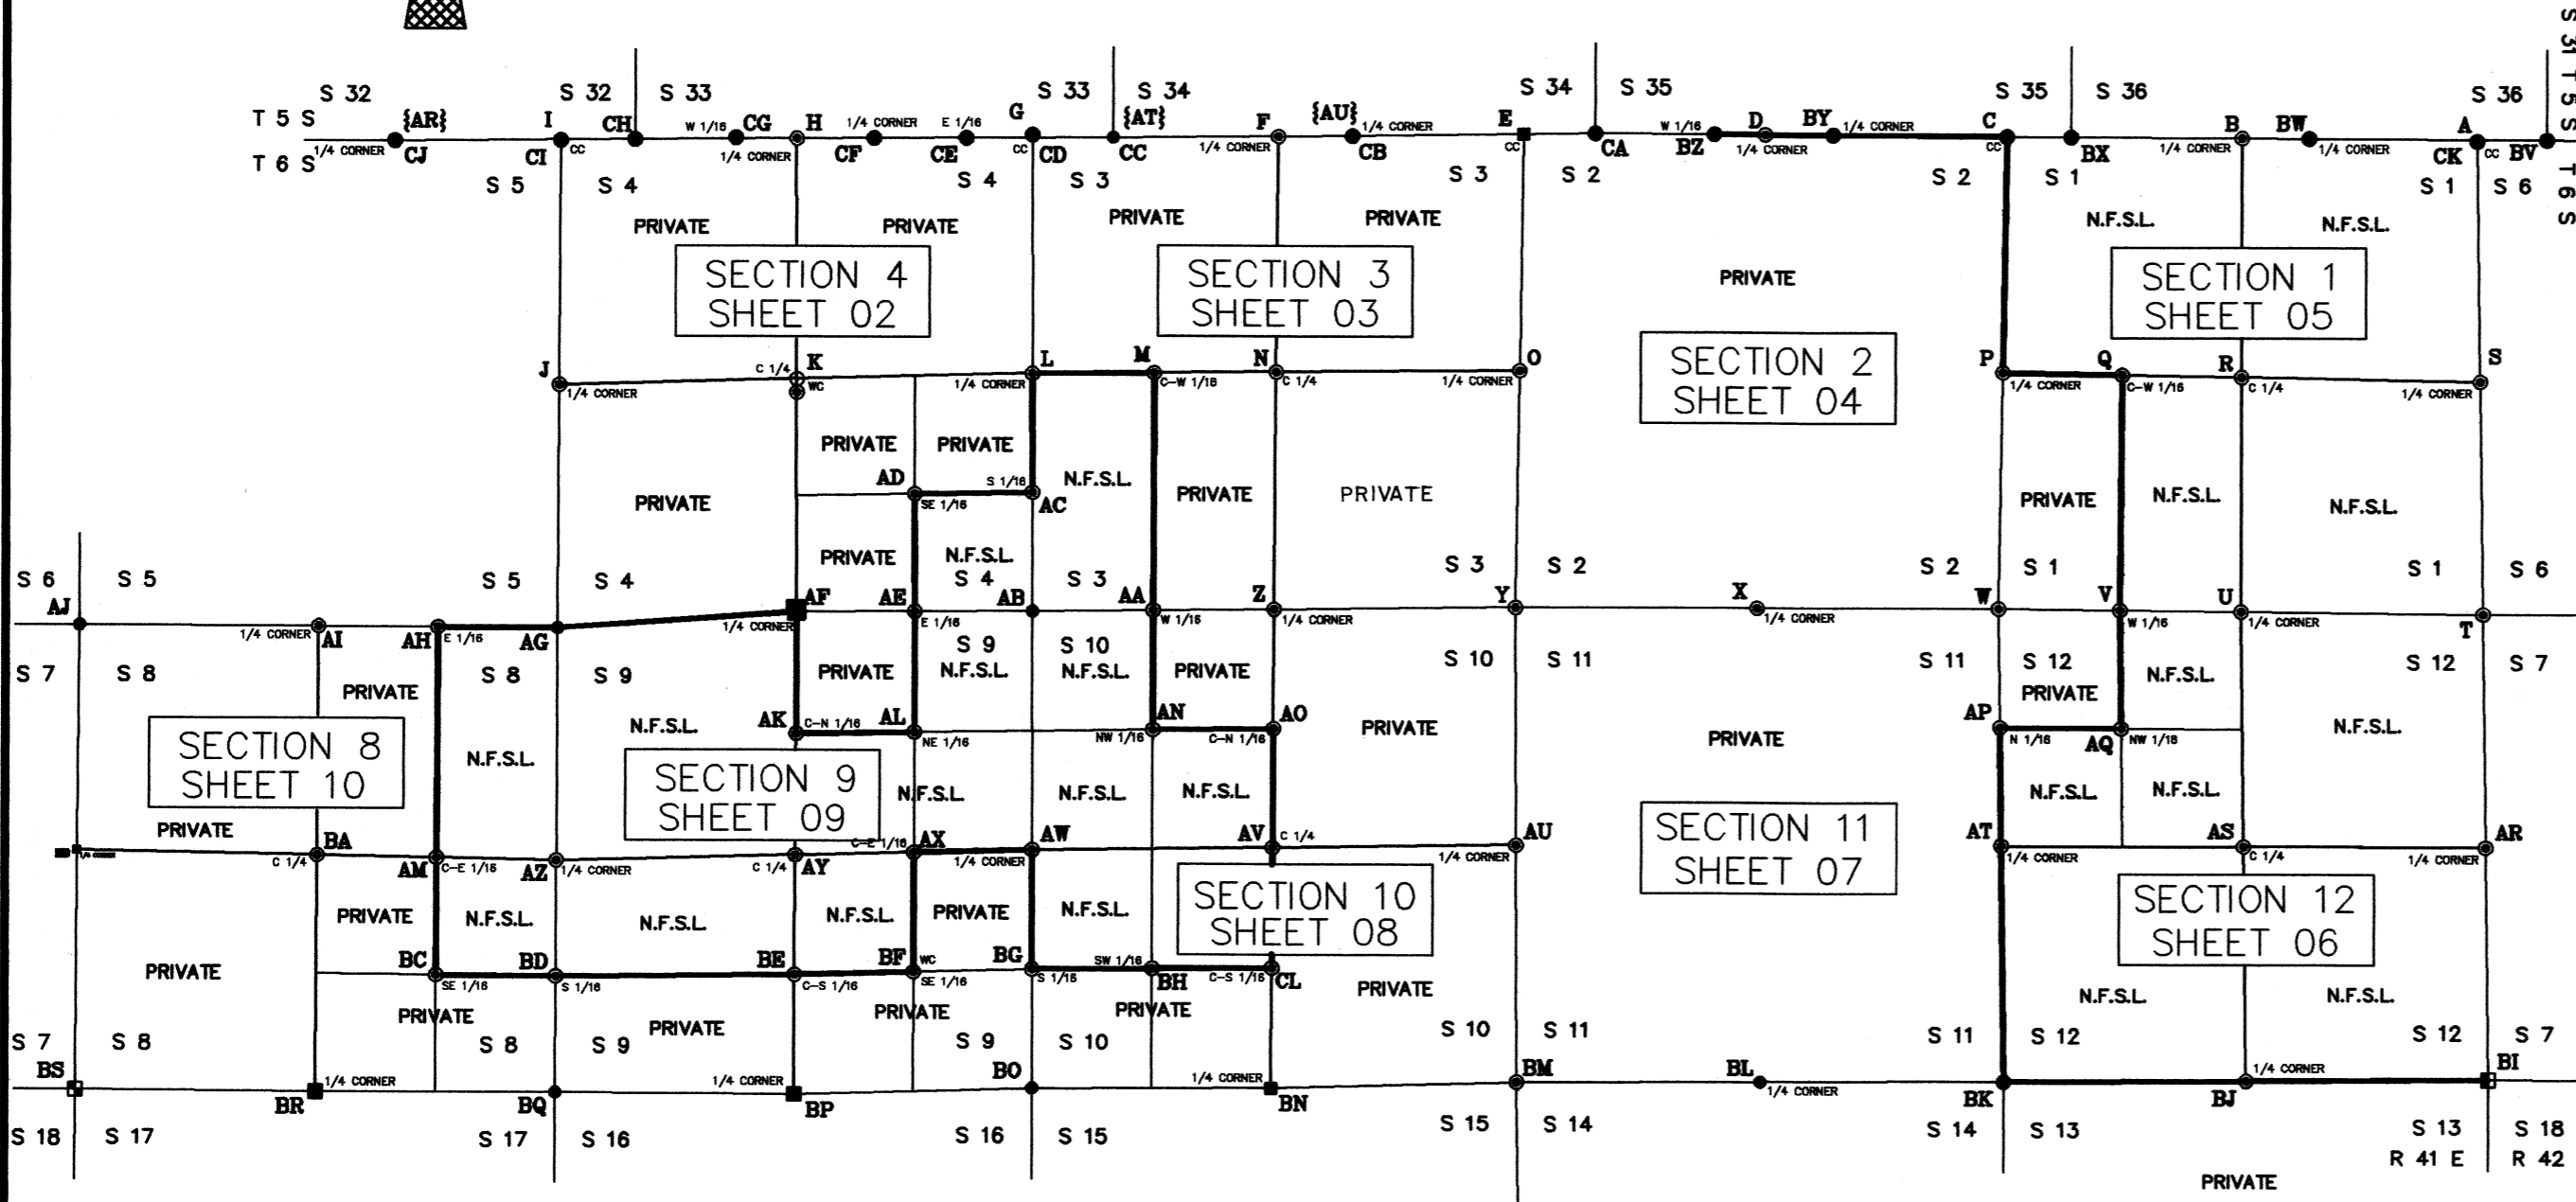 S 31 T 5 S
T 6 S
S 32 S 32 S 33 S 33 S 34 S 34 S 35 S 35 S 36 S 36
T 5 S {AR} I CH W 1/16 CG H 1/4 CORNER E 1/16 G {AT} F {AU} 1/4 CORNER E W 1/16 D BY 1/4 CORNER C B BW A
T 6 S 1/4 CORNER CJ CI CC 1/4 CORNER CF CE CC CD CC 1/4 CORNER CB CC CA BZ 1/4 CORNER CC BX 1/4 CORNER 1/4 CORNER CK CC BV
S 5 S 4 S 4 S 3 S 3 S 2 S 2 S 1 S 1 S 6
PRIVATE PRIVATE PRIVATE PRIVATE N.F.S.L. N.F.S.L.
SECTION 4
SHEET 02
SECTION 3
SHEET 03
PRIVATE
SECTION 1
SHEET 05
SECTION 2
SHEET 04
J C 1/4 K L M N O P Q R S
1/4 CORNER WC 1/4 CORNER C-W 1/16 C 1/4 1/4 CORNER 1/4 CORNER C-W 1/16 C 1/4 1/4 CORNER
PRIVATE PRIVATE
AD S 1/16 N.F.S.L. PRIVATE PRIVATE PRIVATE N.F.S.L. N.F.S.L.
PRIVATE SE 1/16 AC
PRIVATE N.F.S.L.
S 6 S 5 S 5 S 4 S 4 S 3 S 3 S 2 S 2 S 1 S 1 S 6
AJ AF AE AB AA Z Y X W V U
1/4 CORNER AI AH E 1/16 AG 1/4 CORNER E 1/16 W 1/16 1/4 CORNER 1/4 CORNER W 1/16 1/4 CORNER T
S 7 S 8 S 8 S 9 S 9 S 10 S 10 S 11 S 11 S 12 S 12 S 7
PRIVATE PRIVATE N.F.S.L. N.F.S.L. PRIVATE PRIVATE N.F.S.L.
N.F.S.L. AK C-N 1/16 AL AN AO PRIVATE PRIVATE AP N.F.S.L.
NE 1/16 NW 1/16 C-N 1/16 N 1/16 AQ NW 1/16
SECTION 8
SHEET 10
N.F.S.L.
SECTION 9
SHEET 09
N.F.S.L. N.F.S.L. N.F.S.L. N.F.S.L. N.F.S.L.
SECTION 11
SHEET 07
PRIVATE BA C-E 1/16 AX AW AV C 1/4 AU AT AS AR
1/4 CORNER C 1/4 AM C-E 1/16 AZ 1/4 CORNER C 1/4 AY 1/4 CORNER 1/4 CORNER 1/4 CORNER C 1/4 1/4 CORNER
SECTION 10
SHEET 08
SECTION 12
SHEET 06
PRIVATE N.F.S.L. N.F.S.L. N.F.S.L. PRIVATE N.F.S.L.
PRIVATE BC BD BE BF WC BG SW 1/16
SE 1/16 S 1/16 C-S 1/16 SE 1/16 S 1/16 BH C-S 1/16 CL PRIVATE N.F.S.L. N.F.S.L.
PRIVATE PRIVATE PRIVATE PRIVATE
S 7 S 8 S 8 S 9 S 9 S 10 S 10 S 11 S 11 S 12 S 12 S 7
BS 1/4 CORNER 1/4 CORNER BO 1/4 CORNER BM BL 1/4 CORNER BI
BR BQ BP BN 1/4 CORNER BK BJ
S 18 S 17 S 17 S 16 S 16 S 15 S 15 S 14 S 14 S 13 S 13 S 18
R 41 E R 42
PRIVATE